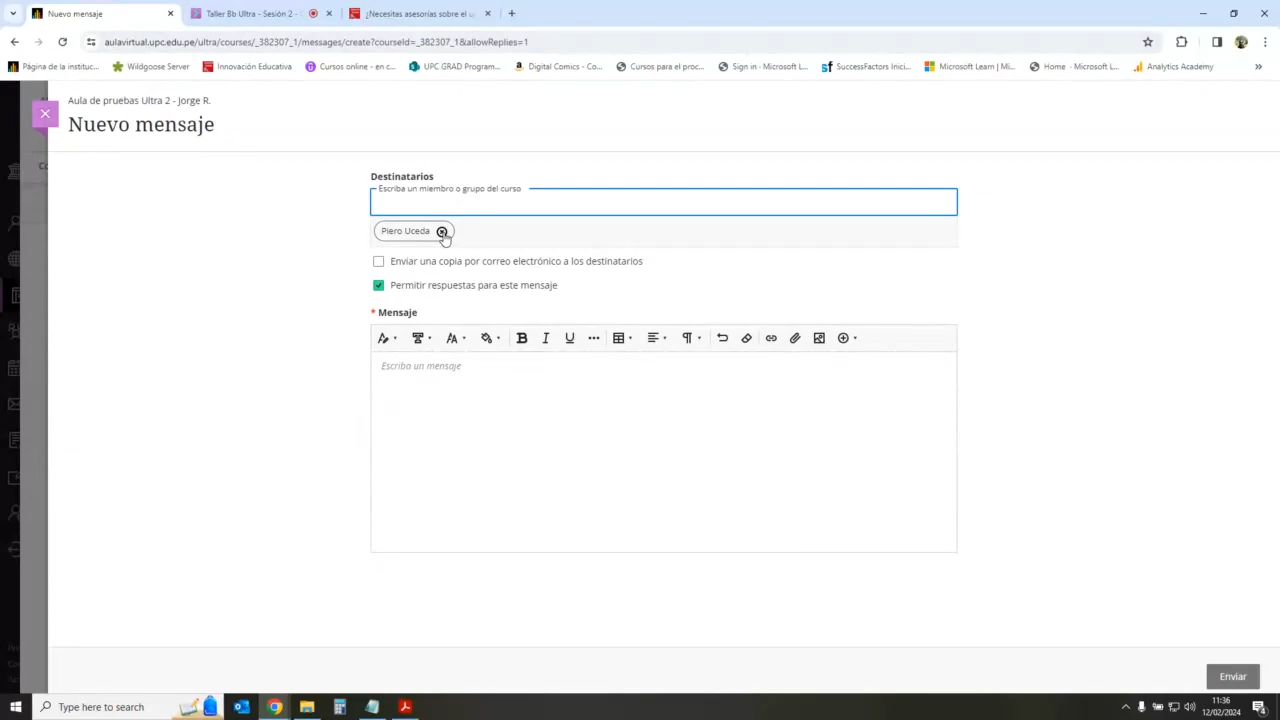 Nuevo mensaje
Taller Bb Ultra - Sesión 2 -
¿Necesitas asesorías sobre el u
aulavirtual.upc.edu.pe/ultra/courses/_382307_1/messages/create?courseId=_382307_1&allowReplies=1
Página de la instituc...
Wildgoose Server
Innovación Educativa
Cursos online - en c...
UPC GRAD Program...
Digital Comics - Co...
Cursos para el proc...
Sign in · Microsoft L...
SuccessFactors Inici...
Microsoft Learn | Mi...
Home · Microsoft L...
Analytics Academy
Aula de pruebas Ultra 2 - Jorge R.
Nuevo mensaje
Destinatarios
Escriba un miembro o grupo del curso
Piero Uceda
Enviar una copia por correo electrónico a los destinatarios
Permitir respuestas para este mensaje
* Mensaje
Escriba un mensaje
Enviar
Type here to search
11:36
12/02/2024